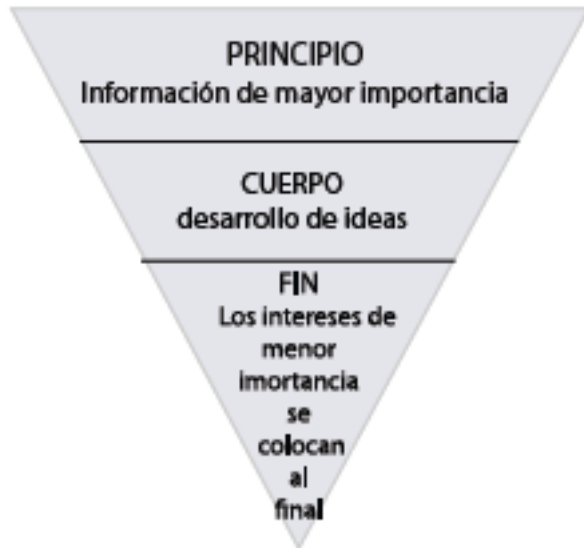 PRINCIPIO
Información de mayor importancia
CUERPO
desarrollo de ideas
FIN
Los intereses de
menor
imortancia
se
colocan
al
final